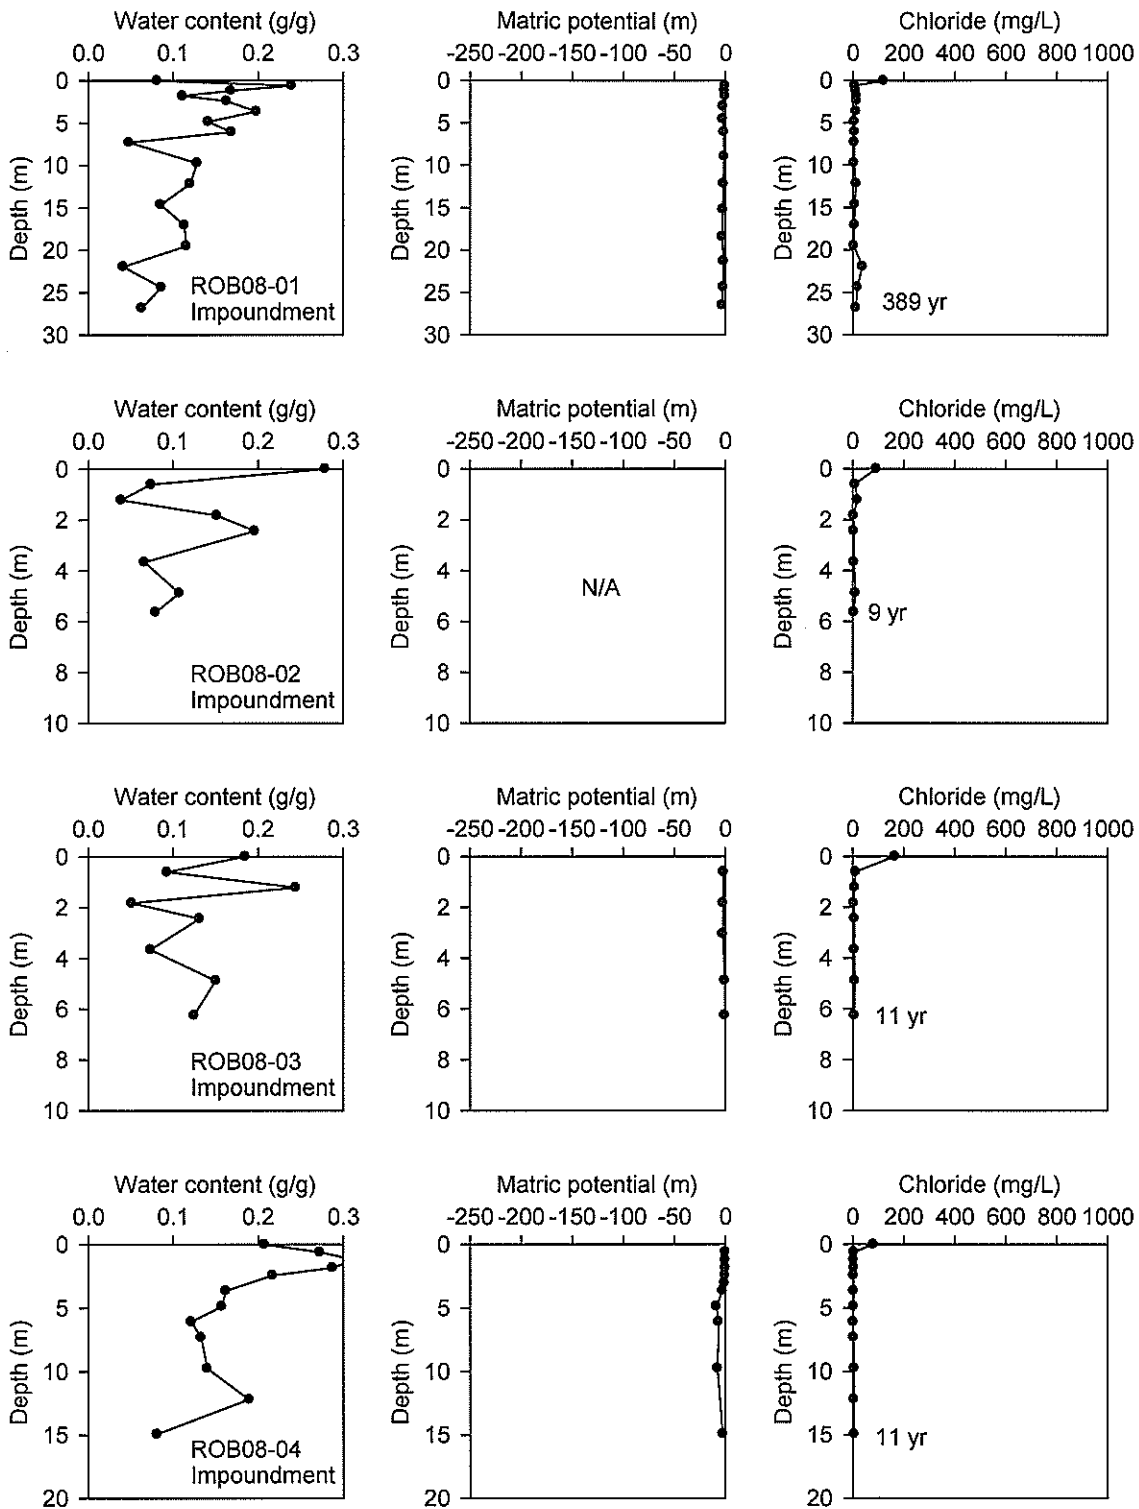 Water content (g/g) Matric potential (m) Chloride (mg/L)
0.0 0.1 0.2 0.3 -250 -200 -150 -100 -50 0 0 200 400 600 800 1000
0 0 0
5 5 5
10 10 10
15 15 15
20 20 20
25 25 25
30 30 30
Depth (m) Depth (m) Depth (m)
ROB08-01
Impoundment
389 yr
Water content (g/g) Matric potential (m) Chloride (mg/L)
0.0 0.1 0.2 0.3 -250 -200 -150 -100 -50 0 0 200 400 600 800 1000
0 0 0
2 2 2
4 4 4
6 6 6
8 8 8
10 10 10
Depth (m) Depth (m) Depth (m)
N/A
9 yr
ROB08-02
Impoundment
Water content (g/g) Matric potential (m) Chloride (mg/L)
0.0 0.1 0.2 0.3 -250 -200 -150 -100 -50 0 0 200 400 600 800 1000
0 0 0
2 2 2
4 4 4
6 6 6
8 8 8
10 10 10
Depth (m) Depth (m) Depth (m)
11 yr
ROB08-03
Impoundment
Water content (g/g) Matric potential (m) Chloride (mg/L)
0.0 0.1 0.2 0.3 -250 -200 -150 -100 -50 0 0 200 400 600 800 1000
0 0 0
5 5 5
10 10 10
15 15 15
20 20 20
Depth (m) Depth (m) Depth (m)
11 yr
ROB08-04
Impoundment